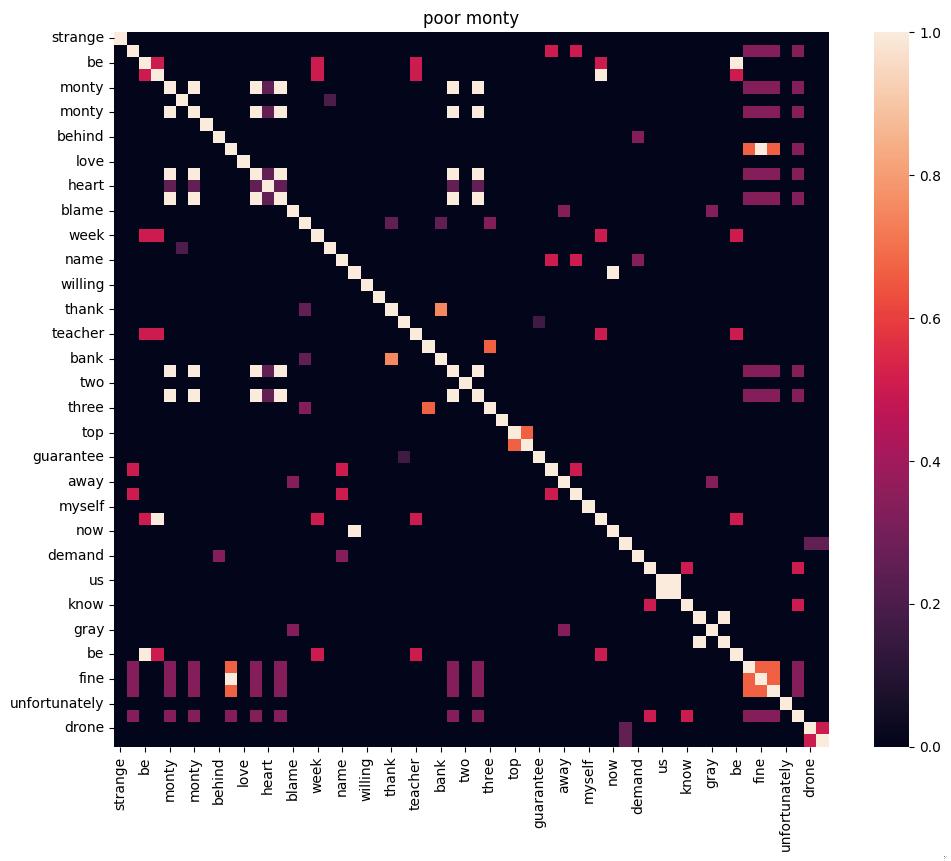 poor monty
strange
be
monty
monty
behind
love
heart
blame
week
name
willing
thank
teacher
bank
two
three
top
guarantee
away
myself
now
demand
us
know
gray
be
fine
unfortunately
drone
strange
be
monty
monty
behind
love
heart
blame
week
name
willing
thank
teacher
bank
two
three
top
guarantee
away
myself
now
demand
us
know
gray
be
fine
unfortunately
drone
1.0
0.8
0.6
0.4
0.2
0.0